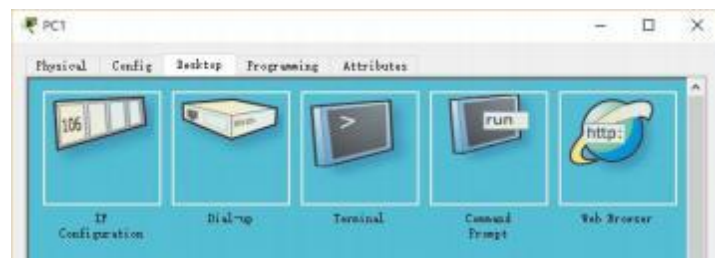 PC1
Physical Config Desktop Programming Attributes
106
>
run
http:
IP Configuration
Dial-up
Terminal
Command Prompt
Web Browser